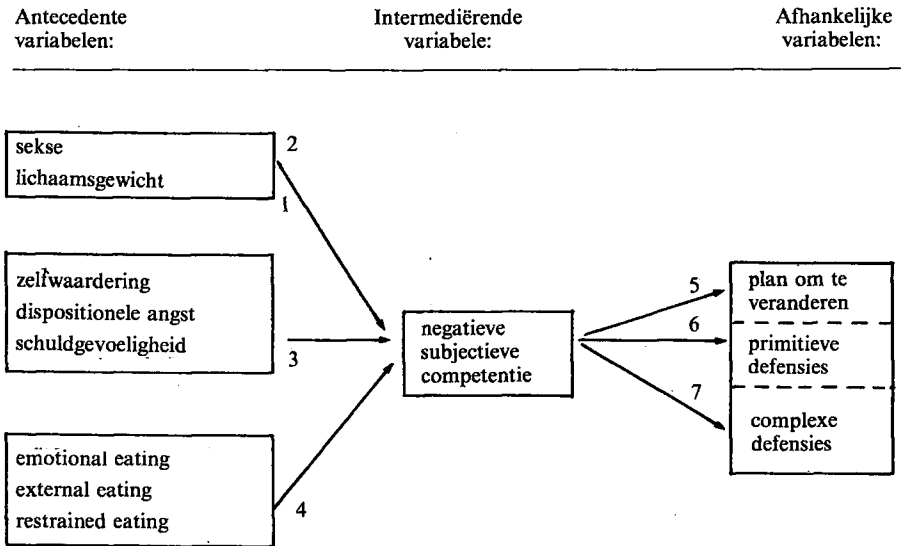 Antecedente
variabelen:
Intermediërende
variabele:
Afhankelijke
variabelen:
sekse
lichaamsgewicht
2
1
zelfwaardering
dispositionele angst
schuldgevoeligheid
3
emotional eating
external eating
restrained eating
4
negatieve
subjectieve
competentie
5
6
7
plan om te
veranderen
primitieve
defensies
complexe
defensies